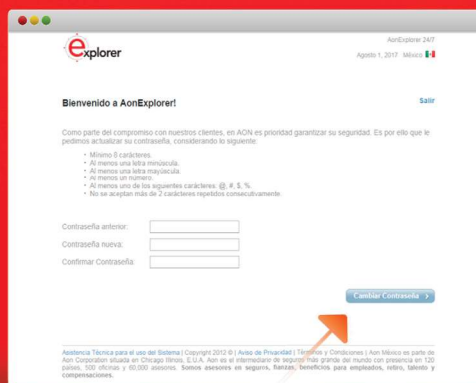 explorer
AonExplorer 24/7
Agosto 1, 2017 México
Bienvenido a AonExplorer!
Salir
Como parte del compromiso con nuestros clientes, en AON es prioridad garantizar su seguridad. Es por ello que le
pedimos actualizar su contraseña, considerando lo siguiente:
• Mínimo 8 carácteres.
• Al menos una letra minúscula.
• Al menos una letra mayúscula.
• Al menos un número.
• Al menos uno de los siguientes carácteres: @, #, $, %.
• No se aceptan más de 2 carácteres repetidos consecutivamente.
Contraseña anterior:
Contraseña nueva:
Confirmar Contraseña:
Cambiar Contraseña >
Asistencia Técnica para el uso del Sistema | Copyright 2012 © | Aviso de Privacidad | Términos y Condiciones | Aon México es parte de
Aon Corporation situada en Chicago Illinois, E.U.A. Aon es el intermediario de seguros más grande del mundo con presencia en 120
países, 500 oficinas y 60,000 asesores. Somos asesores en seguros, fianzas, beneficios para empleados, retiro, talento y
compensaciones.